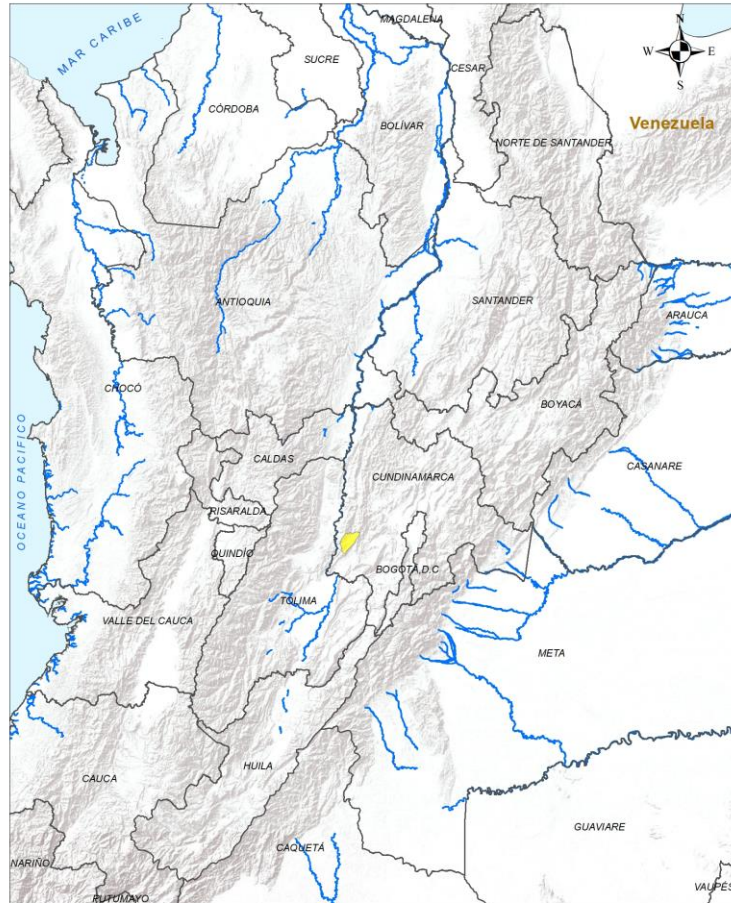 MAGDALENA
N
W
E
S
MAR CARIBE
SUCRE
CESAR
CÓRDOBA
BOLÍVAR
Venezuela
NORTE DE SANTANDER
ANTIOQUIA
SANTANDER
ARAUCA
CHOCÓ
BOYACÁ
OCEANO PACIFICO
CALDAS
CUNDINAMARCA
CASANARE
RISARALDA
QUINDÍO
BOGOTÁ, D.C
TOLIMA
VALLE DEL CAUCA
META
HUILA
CAUCA
GUAVIARE
CAQUETÁ
NARIÑO
PUTUMAYO
VAUPÉS